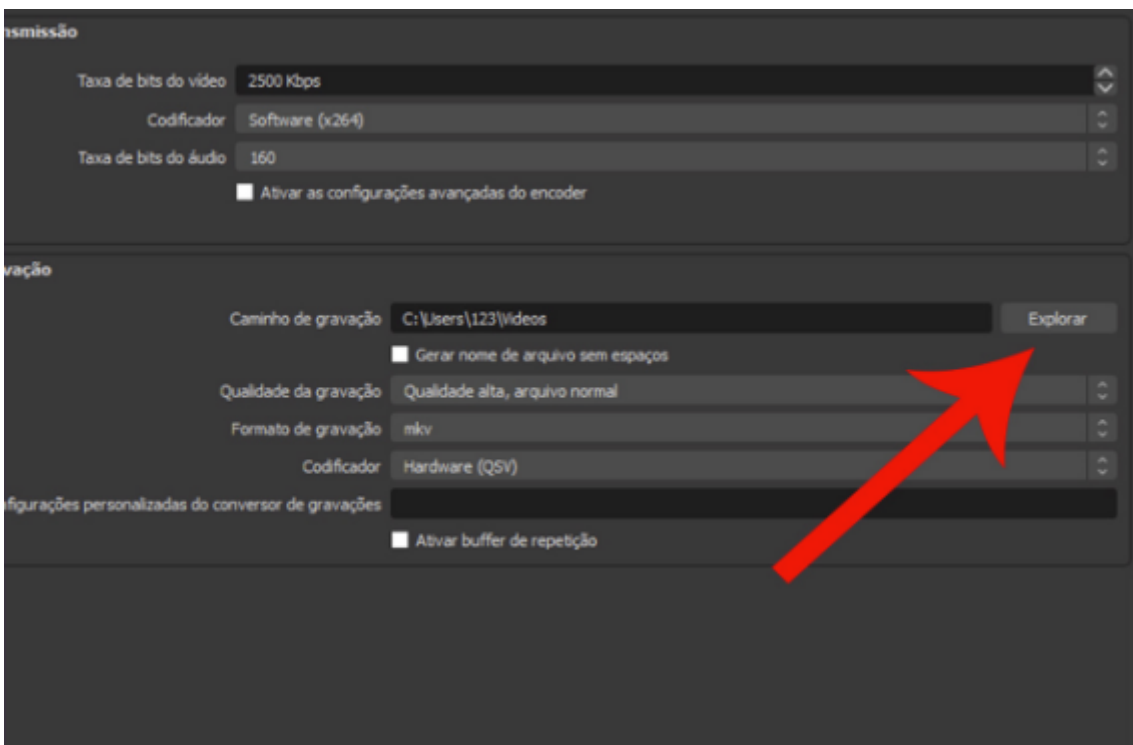 nsmissão
Taxa de bits do vídeo 2500 Kbps
Codificador Software (x264)
Taxa de bits do áudio 160
Ativar as configurações avançadas do encoder
vação
Caminho de gravação C:\Users\123\Videos Explorar
Gerar nome de arquivo sem espaços
Qualidade da gravação Qualidade alta, arquivo normal
Formato de gravação mkv
Codificador Hardware (QSV)
nfigurações personalizadas do conversor de gravações
Ativar buffer de repetição